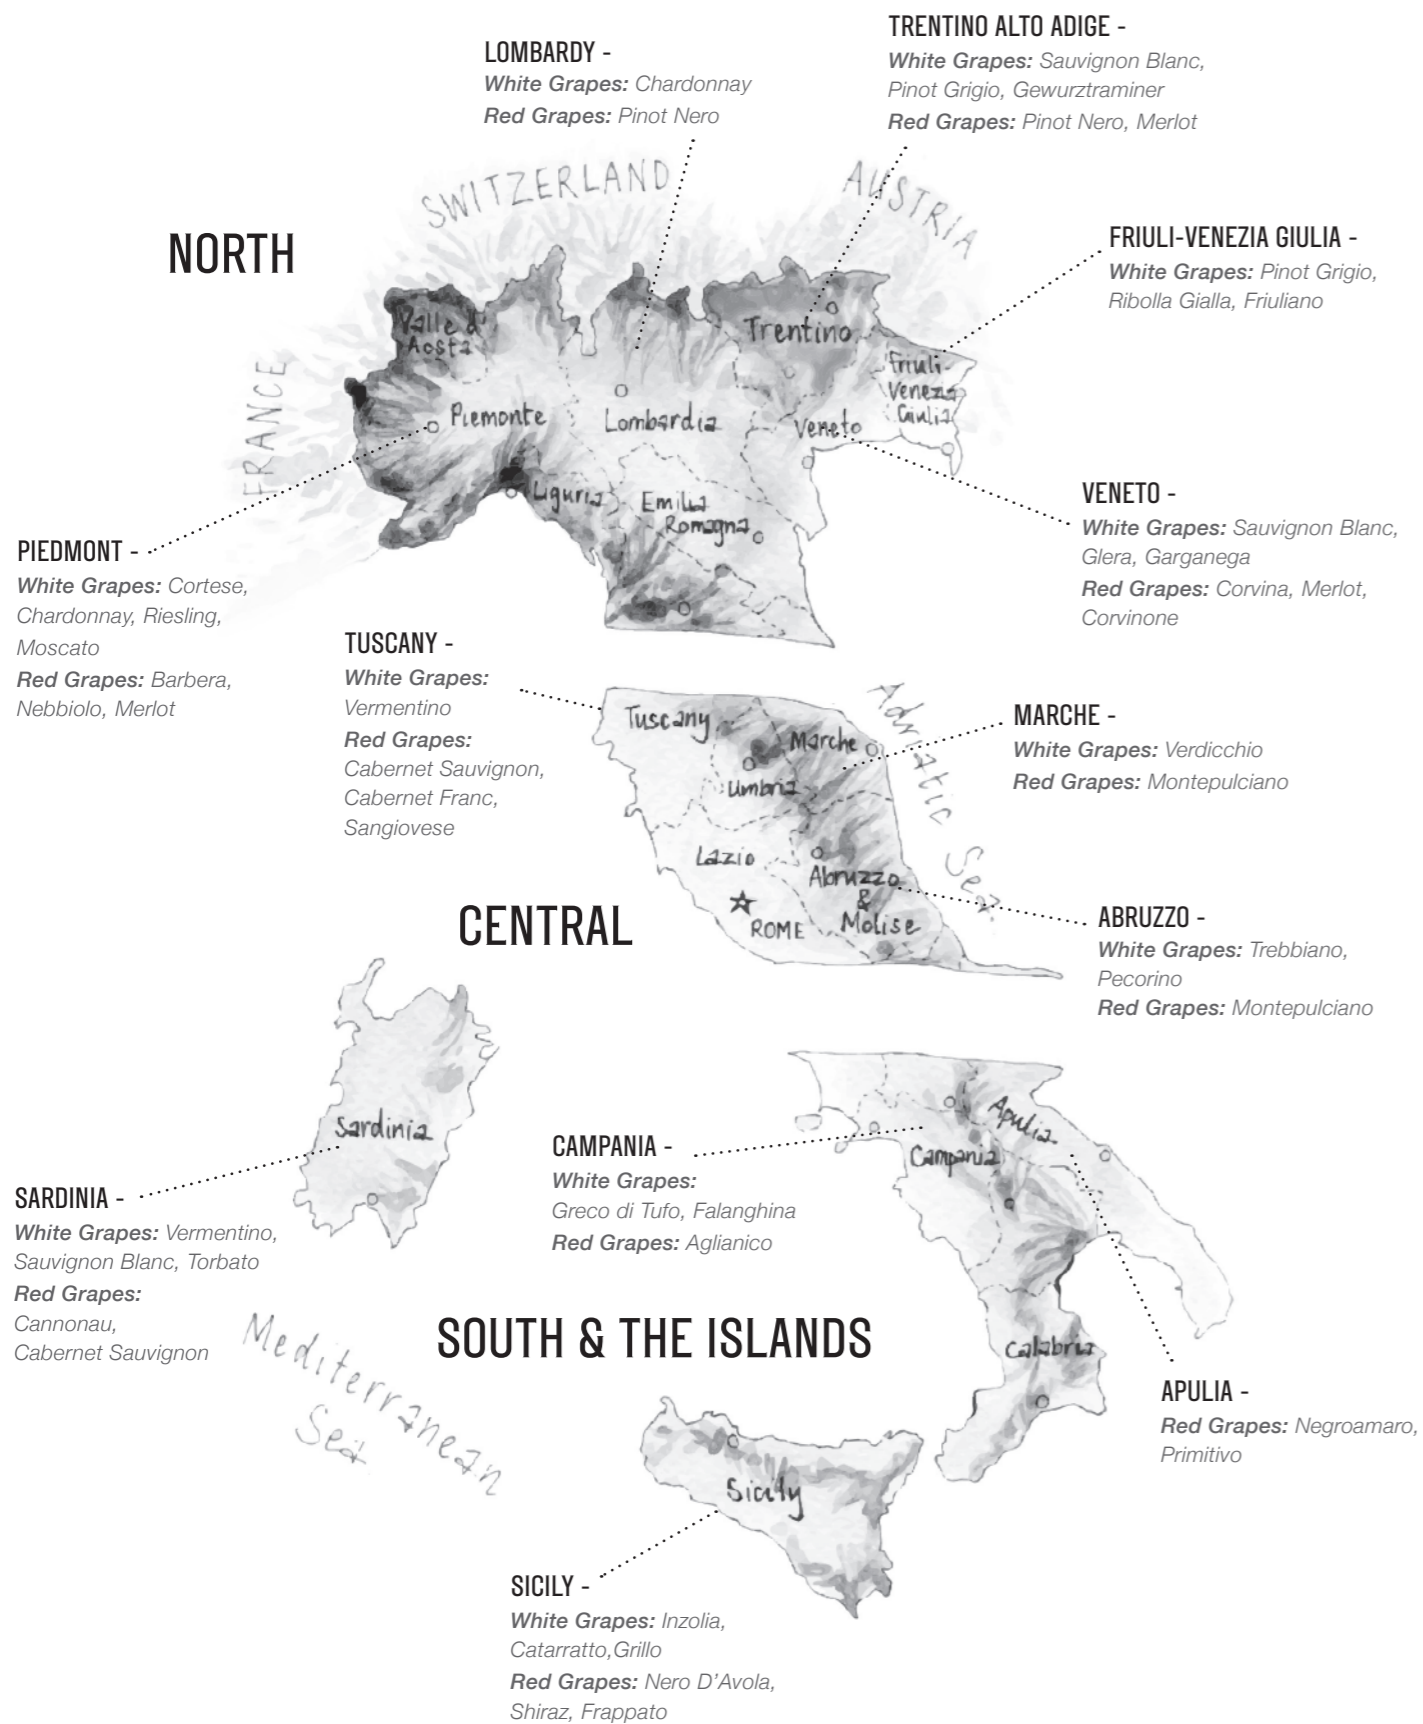 LOMBARDY -
White Grapes: Chardonnay
Red Grapes: Pinot Nero
TRENTINO ALTO ADIGE -
White Grapes: Sauvignon Blanc,
Pinot Grigio, Gewurztraminer
Red Grapes: Pinot Nero, Merlot
SWITZERLAND
AUSTRIA
NORTH
FRIULI-VENEZIA GIULIA -
White Grapes: Pinot Grigio,
Ribolla Gialla, Friuliano
FRANCE
Valle d'
Aosta
Trentino
Friuli
Venezia
Giulia
Piemonte
Lombardia
Veneto
Liguria
Emilia
Romagna
VENETO -
White Grapes: Sauvignon Blanc,
Glera, Garganega
Red Grapes: Corvina, Merlot,
Corvinone
PIEDMONT -
White Grapes: Cortese,
Chardonnay, Riesling,
Moscato
Red Grapes: Barbera,
Nebbiolo, Merlot
TUSCANY -
White Grapes:
Vermentino
Red Grapes:
Cabernet Sauvignon,
Cabernet Franc,
Sangiovese
Tuscany
Marche
Umbria
Lazio
ROME
Abruzzo
&
Molise
Adriatic Sea
MARCHE -
White Grapes: Verdicchio
Red Grapes: Montepulciano
CENTRAL
ABRUZZO -
White Grapes: Trebbiano,
Pecorino
Red Grapes: Montepulciano
Sardinia
SARDINIA -
White Grapes: Vermentino,
Sauvignon Blanc, Torbato
Red Grapes:
Cannonau,
Cabernet Sauvignon
CAMPANIA -
White Grapes:
Greco di Tufo, Falanghina
Red Grapes: Aglianico
Apulia
Campania
Calabria
Mediterranean
Sea
SOUTH & THE ISLANDS
APULIA -
Red Grapes: Negroamaro,
Primitivo
Sicily
SICILY -
White Grapes: Inzolia,
Catarratto,Grillo
Red Grapes: Nero D'Avola,
Shiraz, Frappato